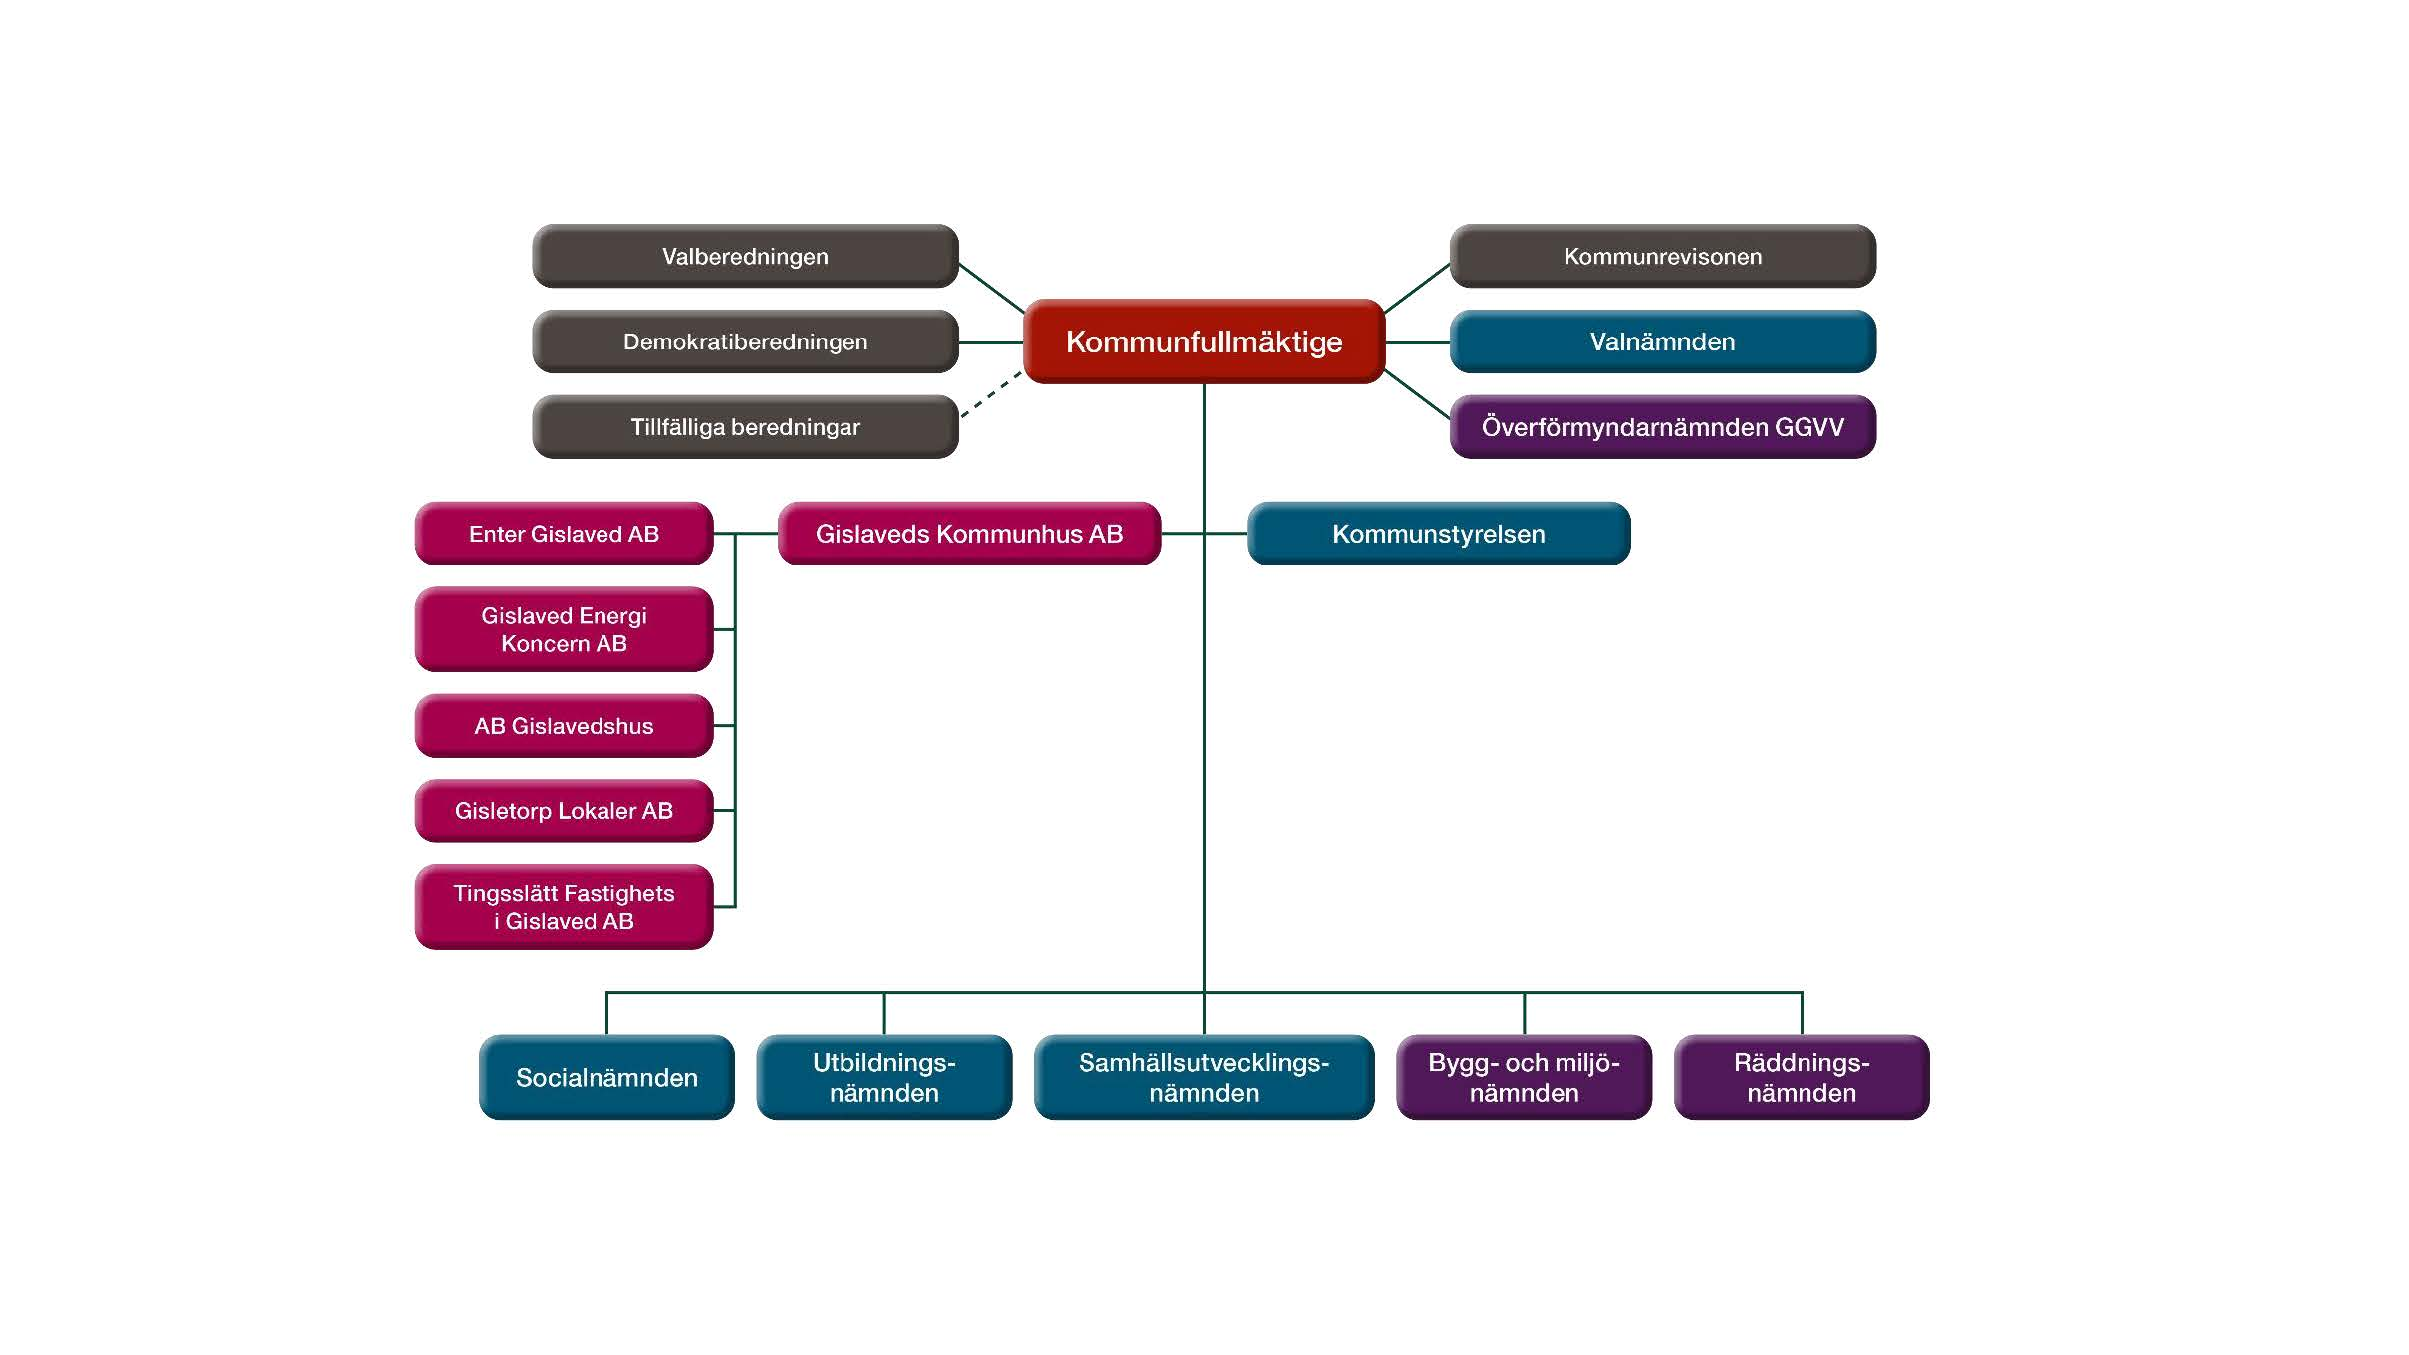 Valberedningen
Kommunrevisonen
Kommunfullmäktige
Demokratiberedningen
Valnämnden
Tillfälliga beredningar
Överförmyndarnämnden GGVV
Enter Gislaved AB
Gislaveds Kommunhus AB
Kommunstyrelsen
Gislaved Energi
Koncern AB
AB Gislavedshus
Gisletorp Lokaler AB
Tingsslätt Fastighets
i Gislaved AB
Socialnämnden
Utbildnings-
nämnden
Samhällsutvecklings-
nämnden
Bygg- och miljö-
nämnden
Räddnings-
nämnden